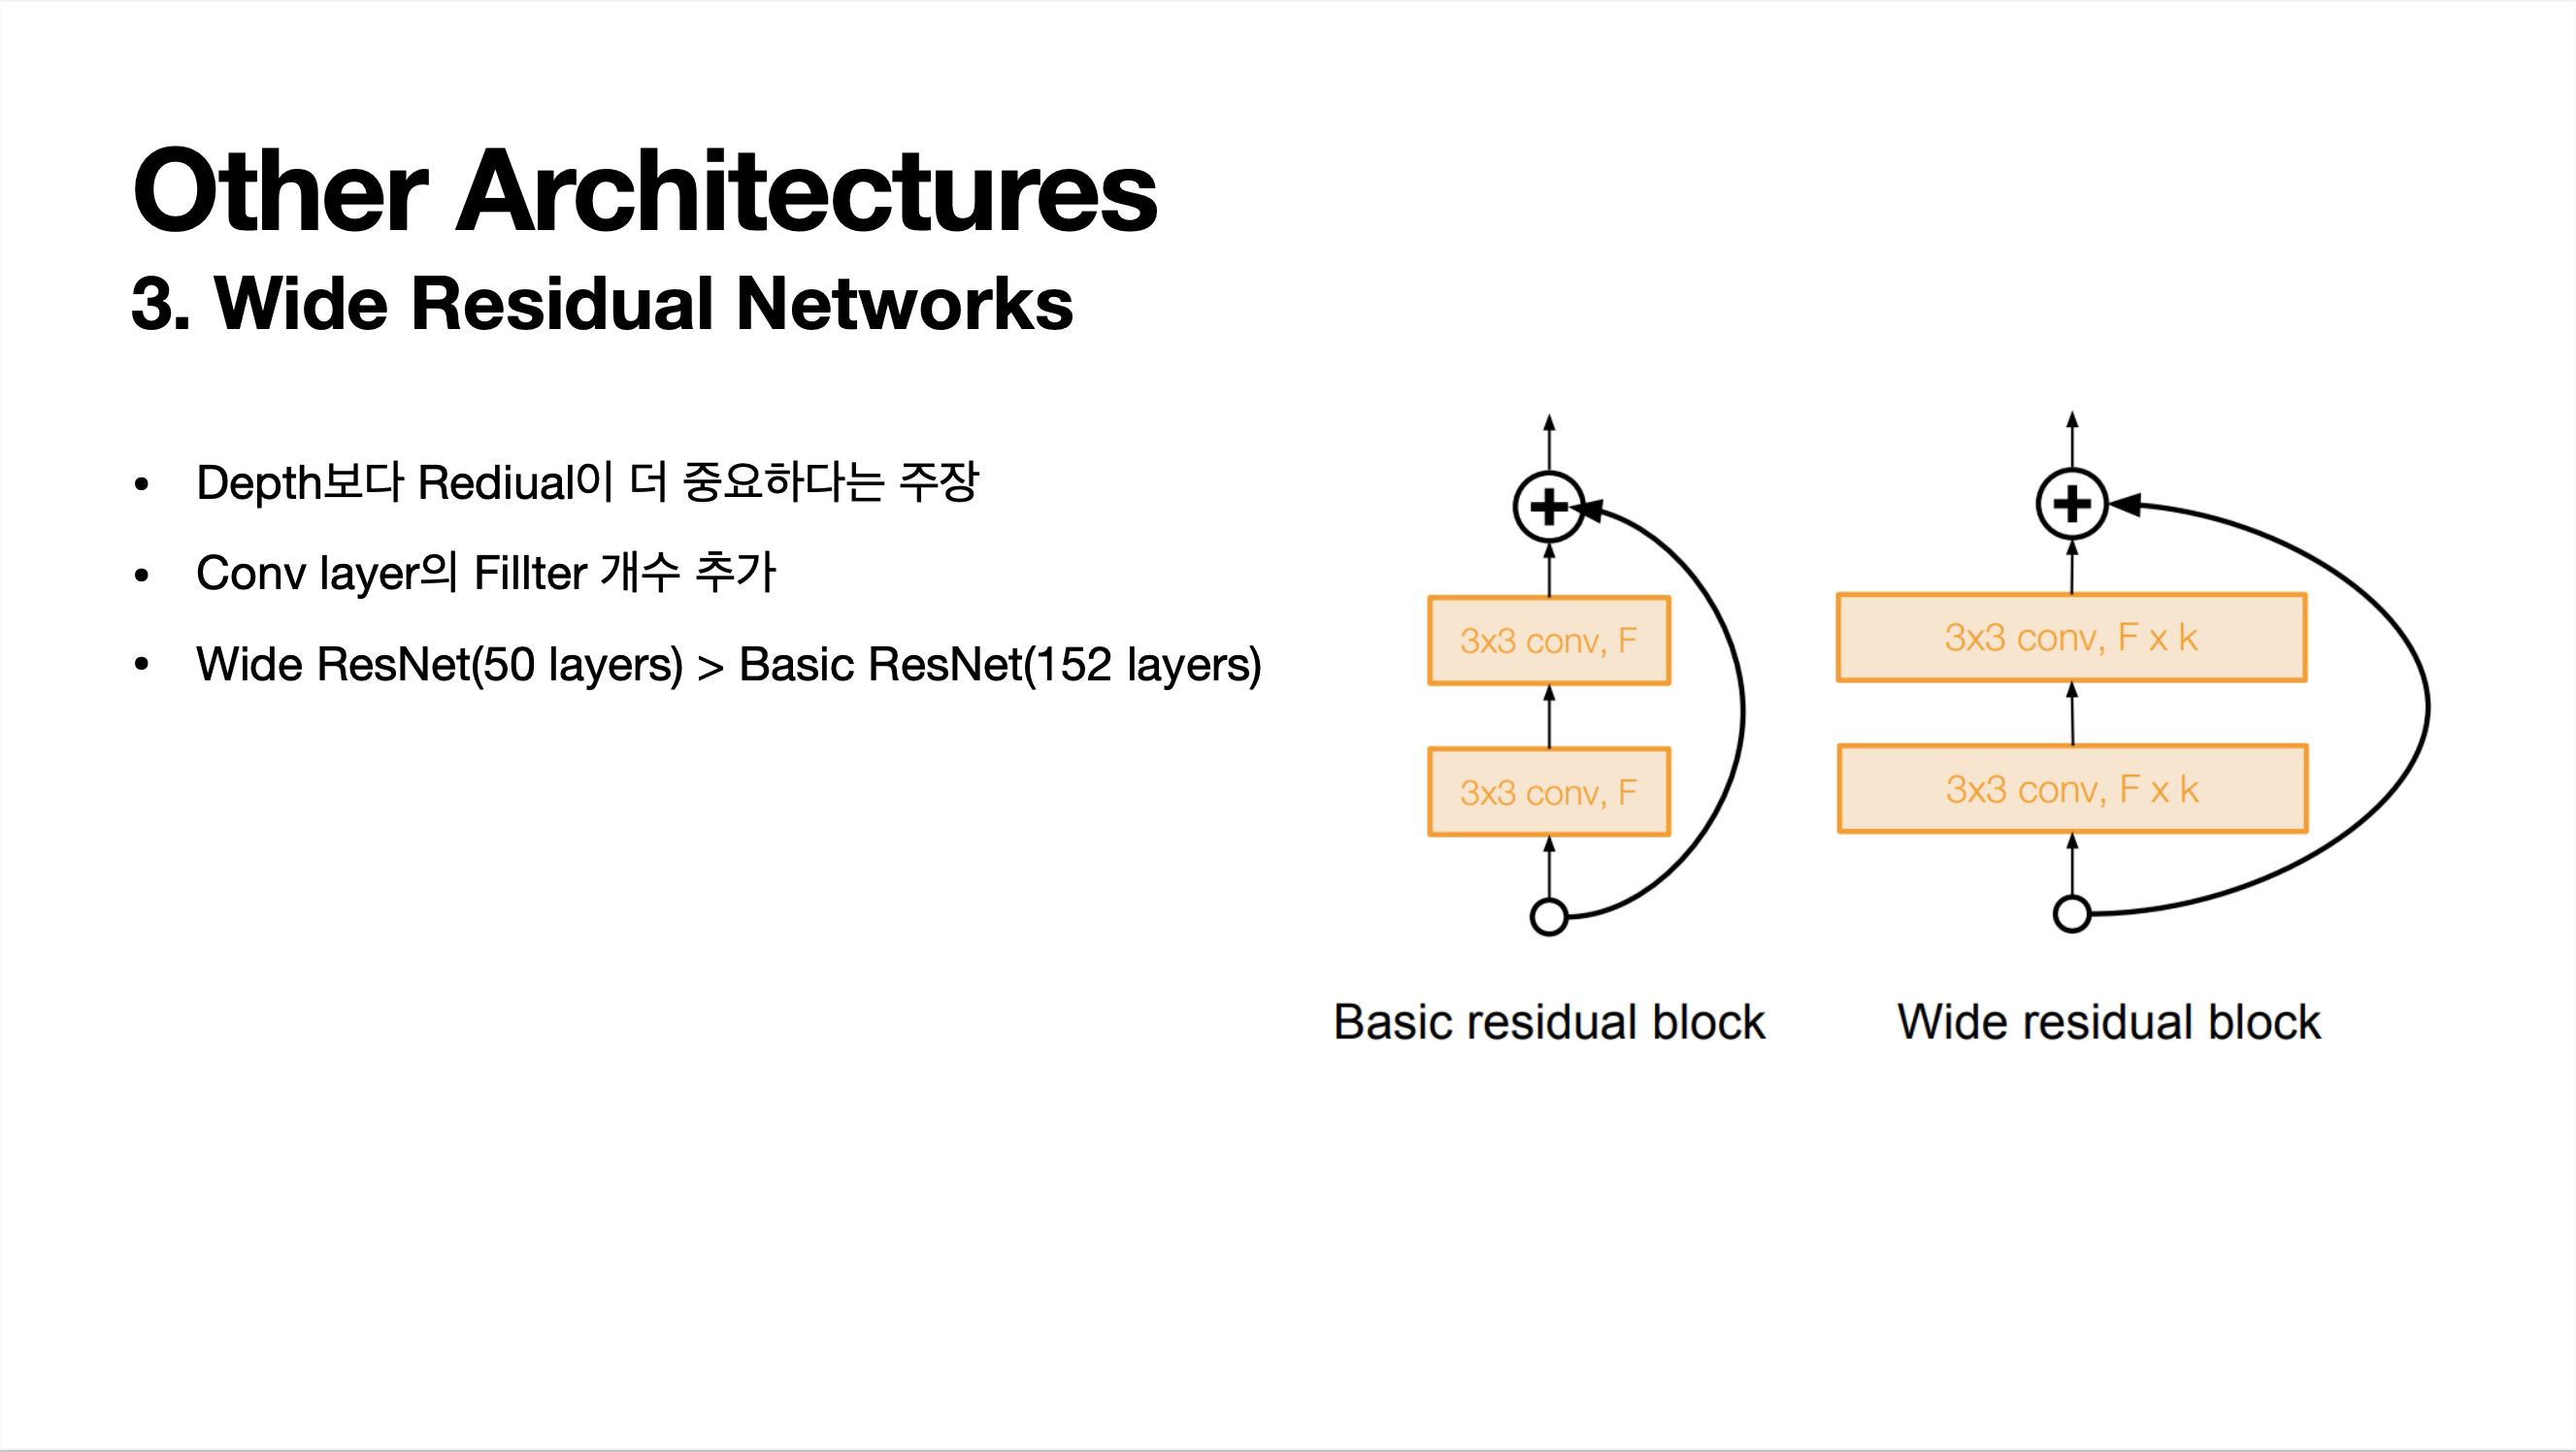 Other Architectures
3. Wide Residual Networks
• Depth보다 Rediual이 더 중요하다는 주장
• Conv layer의 Fillter 개수 추가
• Wide ResNet(50 layers) > Basic ResNet(152 layers)
3x3 conv, F
3x3 conv, F
Basic residual block
3x3 conv, F x k
3x3 conv, F x k
Wide residual block